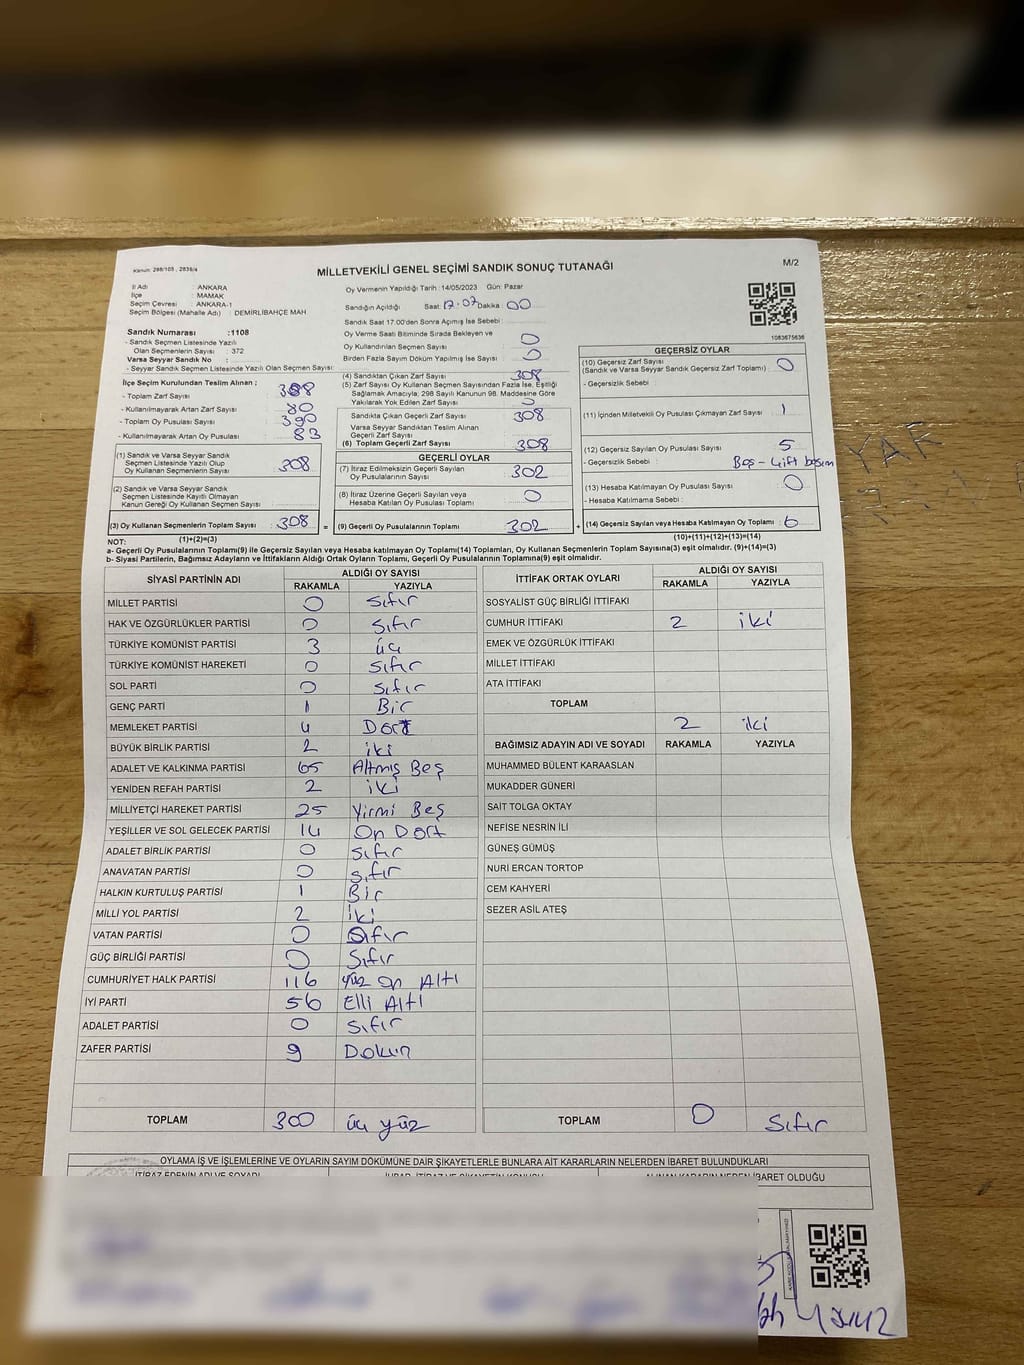 Kanun: 298/105 , 2839/4
MİLLETVEKİLİ GENEL SEÇİMİ SANDIK SONUÇ TUTANAĞI
M/2
İl Adı : ANKARA
İlçe : MAMAK
Seçim Çevresi : ANKARA-1
Seçim Bölgesi (Mahalle Adı) : DEMİRLİBAHÇE MAH
Sandık Numarası :1108
- Sandık Seçmen Listesinde Yazılı
Olan Seçmenlerin Sayısı : 372
Varsa Seyyar Sandık No :
- Seyyar Sandık Seçmen Listesinde Yazılı Olan Seçmen Sayısı:
İlçe Seçim Kurulundan Teslim Alınan ;
- Toplam Zarf Sayısı : 388
- Kullanılmayarak Artan Zarf Sayısı : 80
- Toplam Oy Pusulası Sayısı : 390
- Kullanılmayarak Artan Oy Pusulası : 83
(1) Sandık ve Varsa Seyyar Sandık
Seçmen Listesinde Yazılı Olup
Oy Kullanan Seçmenlerin Sayısı : 308
(2) Sandık ve Varsa Seyyar Sandık
Seçmen Listesinde Kayıtlı Olmayan
Kanun Gereği Oy Kullanan Seçmenlerin Sayısı :
(3) Oy Kullanan Seçmenlerin Toplam Sayısı : 308 =
(1)+(2)=(3)
Oy Vermenin Yapıldığı Tarih :14/05/2023 Gün: Pazar
Sandığın Açıldığı Saat: 17.07 Dakika : 00
Sandık Saat 17.00'den Sonra Açmış İse Sebebi :
Oy Verme Saati Bitiminde Sırada Bekleyen ve
Oy Kullandırılan Seçmen Sayısı : 0
Birden Fazla Sayım Döküm Yapılmış İse Sayısı : 0
(4) Sandıktan Çıkan Zarf Sayısı : 308
(5) Zarf Sayısı Oy Kullanan Seçmen Sayısından Fazla İse, Eşitliği
Sağlamak Amacıyla, 298 Sayılı Kanunun 98. Maddesine Göre
Yakılarak Yok Edilen Zarf Sayısı :
Sandıkta Çıkan Geçerli Zarf Sayısı : 308
Varsa Seyyar Sandıktan Teslim Alınan
Geçerli Zarf Sayısı :
(6) Toplam Geçerli Zarf Sayısı : 308
GEÇERLİ OYLAR
(7) İtiraz Edilmeksizin Geçerli Sayılan
Oy Pusulalarının Sayısı : 302
(8) İtiraz Üzerine Geçerli Sayılan veya
Hesaba Katılan Oy Pusulası Toplamı : 0
(9) Geçerli Oy Pusulalarının Toplamı : 302 +
1083675636
GEÇERSİZ OYLAR
(10) Geçersiz Zarf Sayısı
(Sandık ve Varsa Seyyar Sandık Geçersiz Zarf Toplamı) : 0
- Geçersizlik Sebebi
(11) İçinden Milletvekili Oy Pusulası Çıkmayan Zarf Sayısı : 1
(12) Geçersiz Sayılan Oy Pusulası Sayısı : 5
- Geçersizlik Sebebi : Beş - Çift basım
(13) Hesaba Katılmayan Oy Pusulası Sayısı : 0
- Hesaba Katılmama Sebebi :
(14) Geçersiz Sayılan veya Hesaba Katılmayan Oy Toplamı : 6
(10)+(11)+(12)+(13)=(14)
YAR
NOT:
a- Geçerli Oy Pusulalarının Toplamı(9) ile Geçersiz Sayılan veya Hesaba katılmayan Oy Toplamı(14) Toplamları, Oy Kullanan Seçmenlerin Toplam Sayısına(3) eşit olmalıdır. (9)+(14)=(3)
b- Siyasi Partilerin, Bağımsız Adayların ve İttifakların Aldığı Oy Ortak Oyların Toplamı, Geçerli Oy Pusulalarının Toplamına(9) eşit olmalıdır.
SİYASİ PARTİNİN ADI ALDIĞI OY SAYISI
RAKAMLA YAZIYLA
MİLLET PARTİSİ 0 Sıfır
HAK VE ÖZGÜRLÜKLER PARTİSİ 0 Sıfır
TÜRKİYE KOMÜNİST PARTİSİ 3 üç
TÜRKİYE KOMÜNİST HAREKETİ 0 Sıfır
SOL PARTİ 0 Sıfır
GENÇ PARTİ 1 Bir
MEMLEKET PARTİSİ 4 Dört
BÜYÜK BİRLİK PARTİSİ 2 iki
ADALET VE KALKINMA PARTİSİ 65 Altmış Beş
YENİDEN REFAH PARTİSİ 2 iki
MİLLİYETÇİ HAREKET PARTİSİ 25 Yirmi Beş
YEŞİLLER VE SOL GELECEK PARTİSİ 14 On Dört
ADALET BİRLİK PARTİSİ 0 Sıfır
ANAVATAN PARTİSİ 0 Sıfır
HALKIN KURTULUŞ PARTİSİ 1 Bir
MİLLİ YOL PARTİSİ 2 iki
VATAN PARTİSİ 0 Sıfır
GÜÇ BİRLİĞİ PARTİSİ 0 Sıfır
CUMHURİYET HALK PARTİSİ 116 Yüz On Altı
İYİ PARTİ 56 Elli Altı
ADALET PARTİSİ 0 Sıfır
ZAFER PARTİSİ 9 Dokuz
TOPLAM 300 üç yüz
İTTİFAK ORTAK OYLARI ALDIĞI OY SAYISI
RAKAMLA YAZIYLA
SOSYALİST GÜÇ BİRLİĞİ İTTİFAKI
CUMHUR İTTİFAKI 2 iki
EMEK VE ÖZGÜRLÜK İTTİFAKI
MİLLET İTTİFAKI
ATA İTTİFAKI
TOPLAM
2 iki
BAĞIMSIZ ADAYIN ADI VE SOYADI RAKAMLA YAZIYLA
MUHAMMED BÜLENT KARAASLAN
MUKADDER GÜNERİ
SAİT TOLGA OKTAY
NEFİSE NESRİN İLİ
GÜNEŞ GÜMÜŞ
NURİ ERCAN TORTOP
CEM KAHYERİ
SEZER ASİL ATEŞ
TOPLAM 0 Sıfır
OYLAMA İŞ VE İŞLEMLERİNE VE OYLARIN SAYIM DÖKÜMÜNE DAİR ŞİKAYETLERLE BUNLARA AİT KARARLARIN NELERDEN İBARET BULUNDUKLARI
İTİRAZ EDENİN ADI VE SOYADI İHBAR, İTİRAZ VE ŞİKAYETİN KONUSU ALINAN KARARIN NEDEN İBARET OLDUĞU